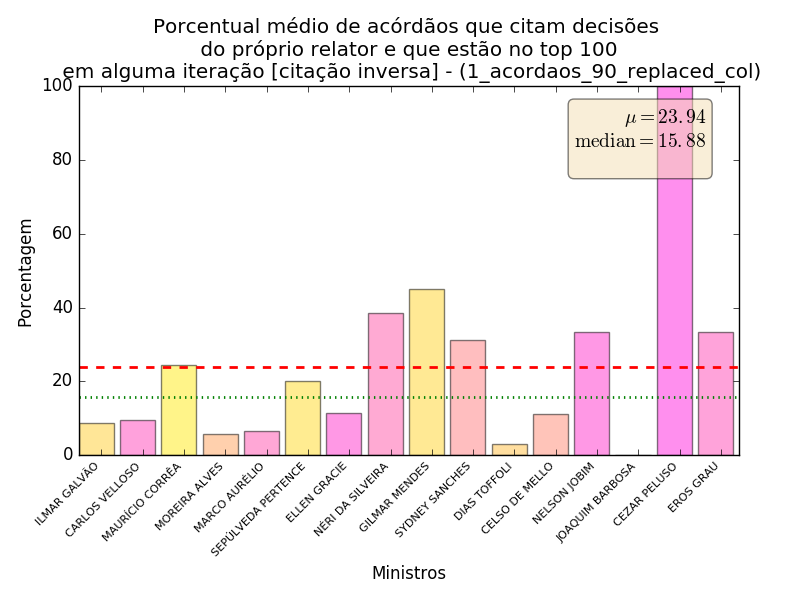 Porcentual médio de acórdãos que citam decisões
do próprio relator e que estão no top 100
em alguma iteração [citação inversa] - (1_acordaos_90_replaced_col)
100
80
60
40
20
0
Porcentagem
μ = 23.94
median = 15.88
ILMAR GALVÃO
CARLOS VELLOSO
MAURÍCIO CORRÊA
MOREIRA ALVES
MARCO AURÉLIO
SEPÚLVEDA PERTENCE
ELLEN GRACIE
NÉRI DA SILVEIRA
GILMAR MENDES
SYDNEY SANCHES
DIAS TOFFOLI
CELSO DE MELLO
NELSON JOBIM
JOAQUIM BARBOSA
CEZAR PELUSO
EROS GRAU
Ministros